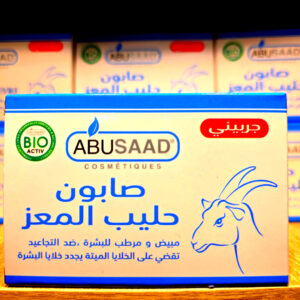 BIO
ACTIV
ABUSAAD
COSMÉTIQUES
جربيني
صابون
حليب المعز
مبيض و مرطب للبشرة ،ضد التجاعيد
تقضي على الخلايا الميتة يجدد خلايا البشرة